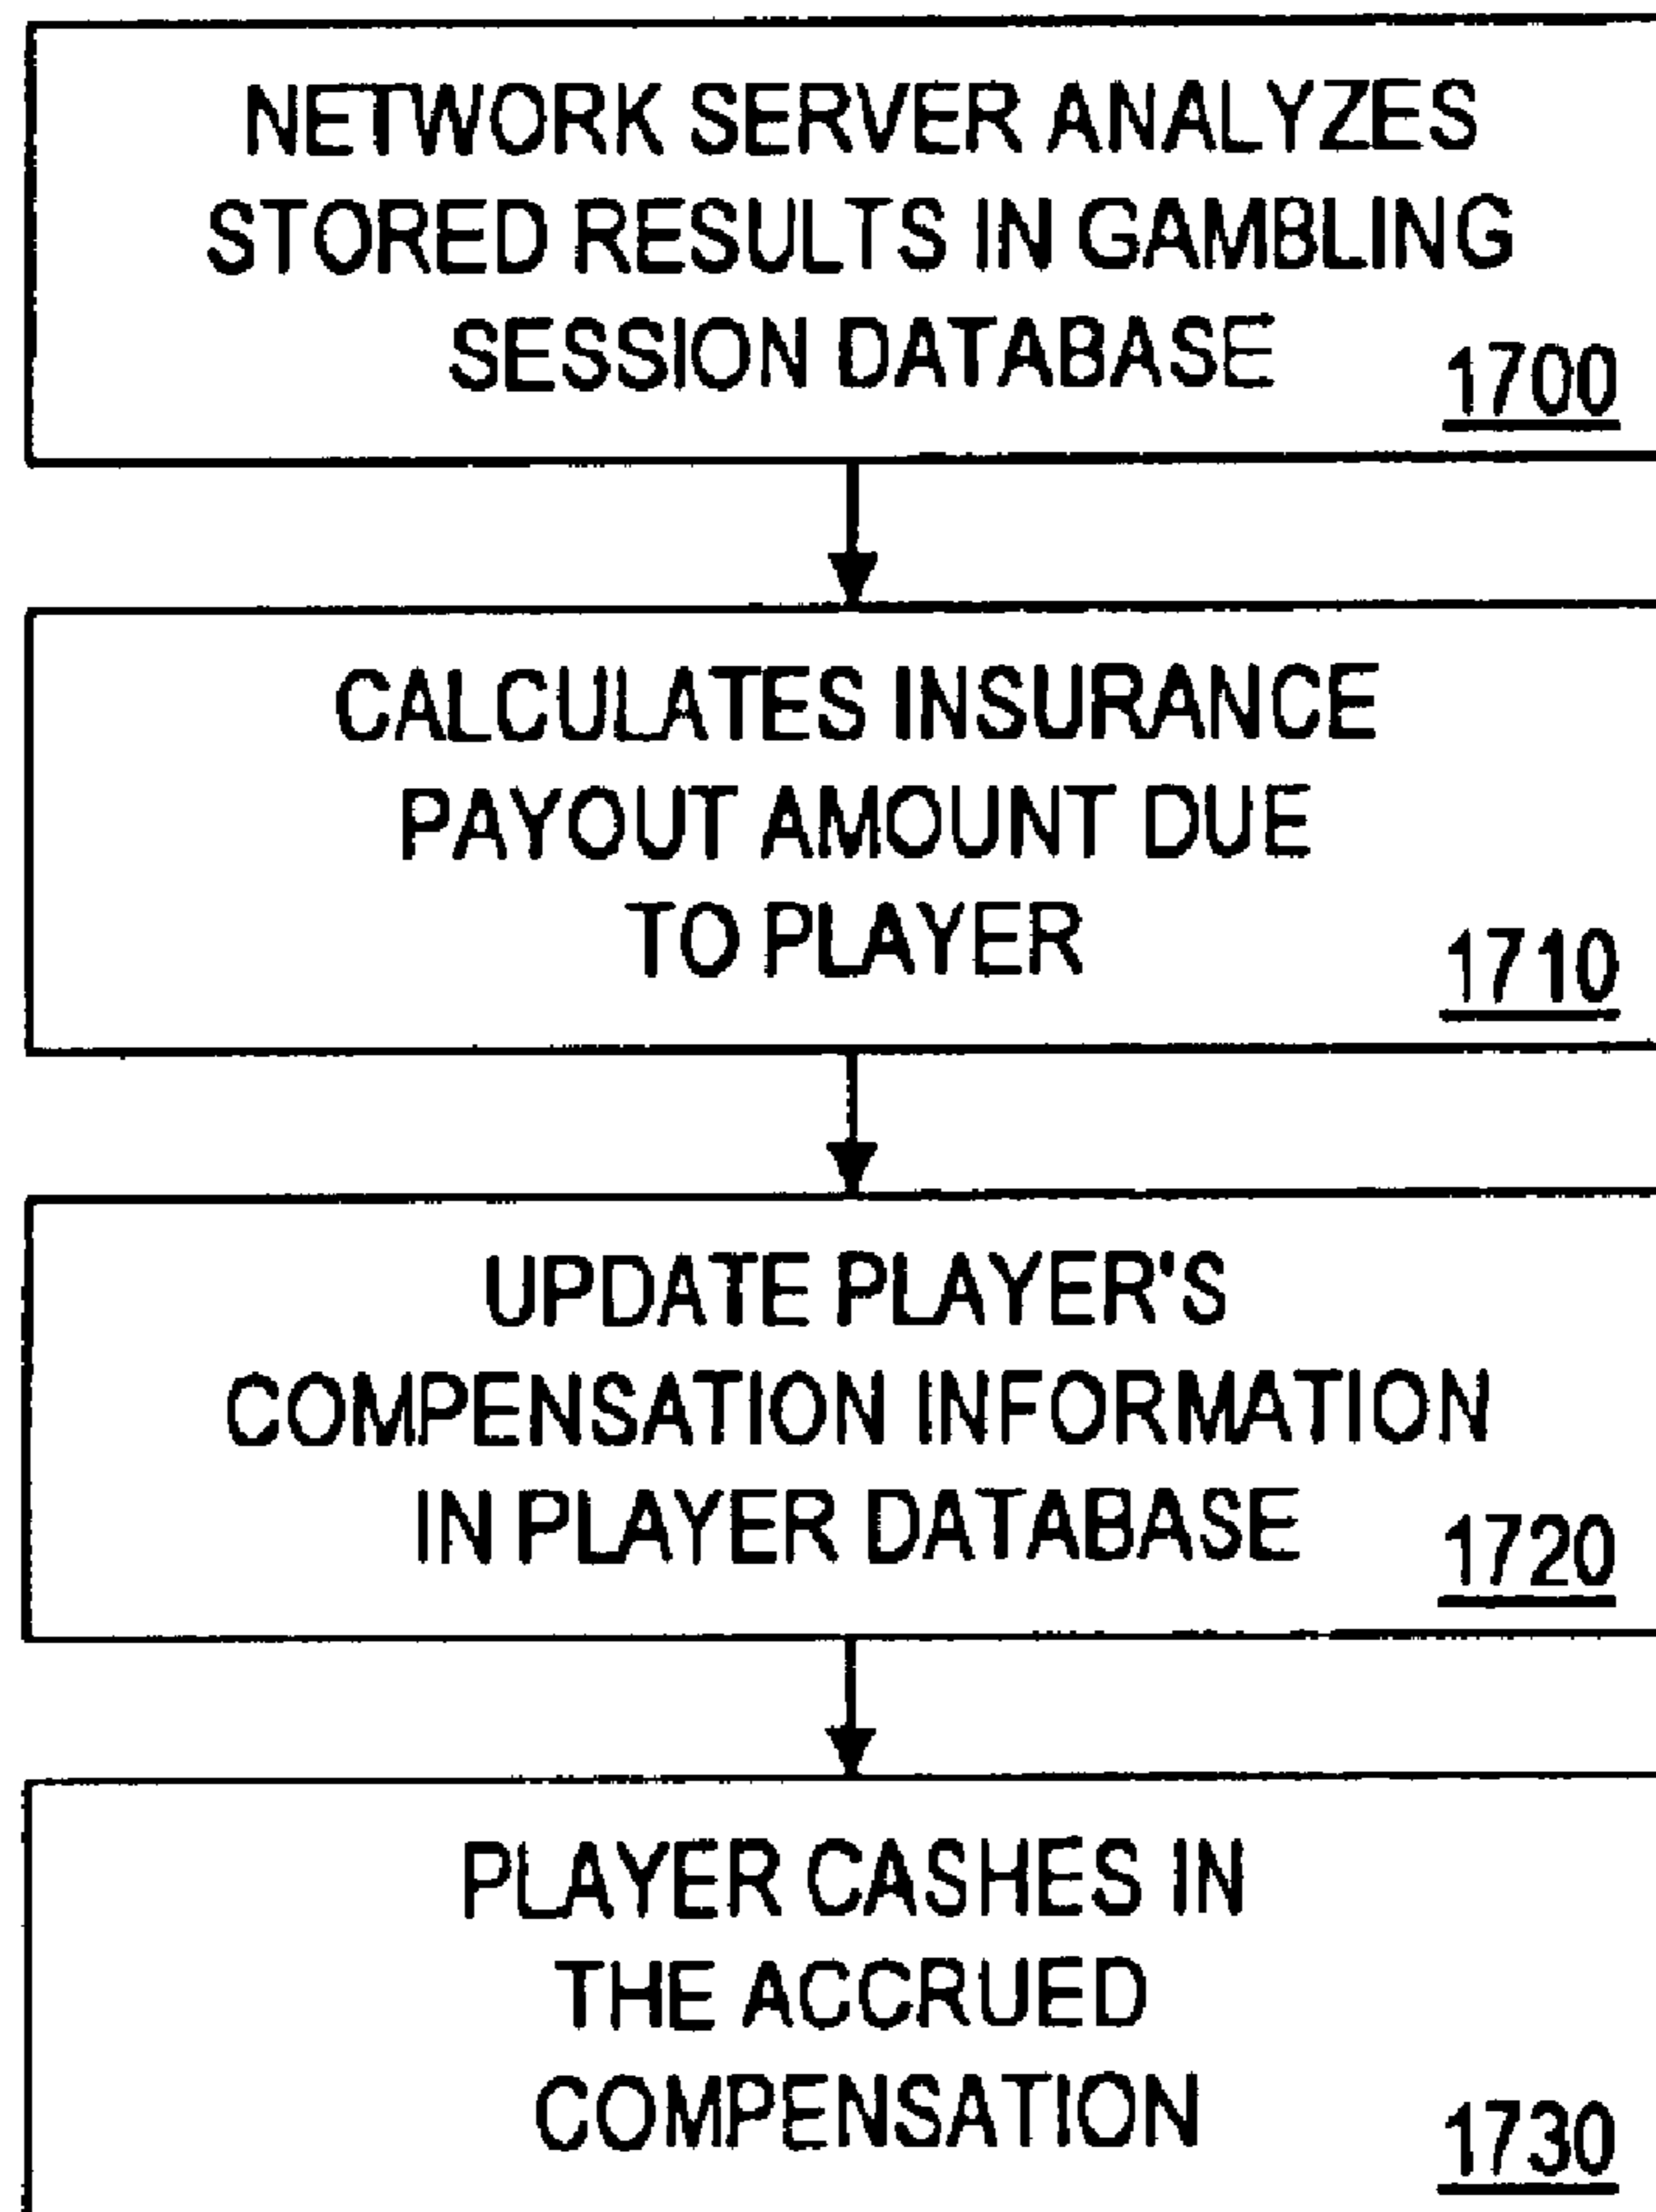 NETWORK SERVER ANALYZES
STORED RESULTS IN GAMBLING
SESSION DATABASE
1700
CALCULATES INSURANCE
PAYOUT AMOUNT DUE
TO PLAYER
1710
UPDATE PLAYER'S
COMPENSATION INFORMATION
IN PLAYER DATABASE
1720
PLAYER CASHES IN
THE ACCRUED
COMPENSATION
1730